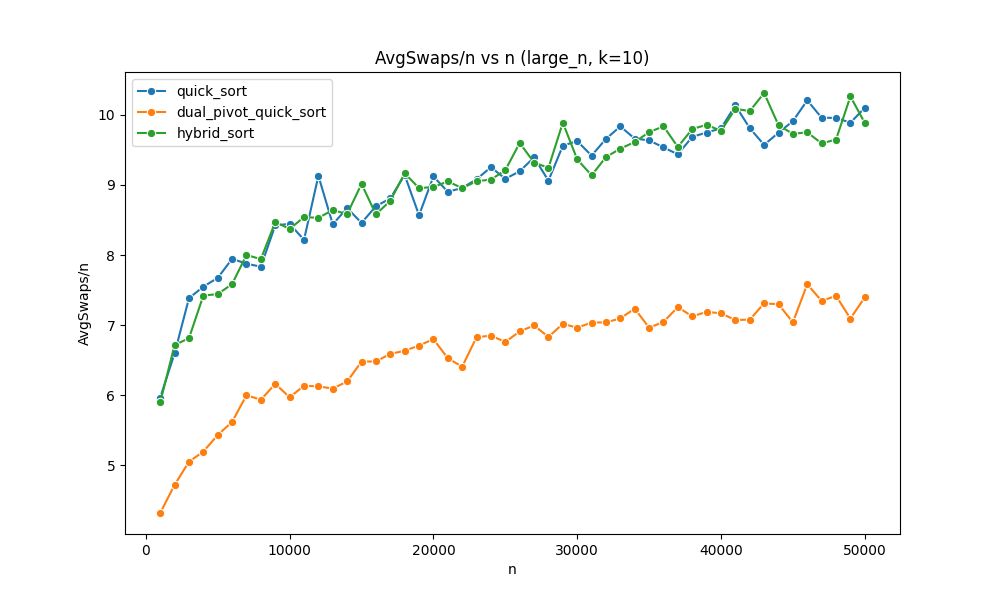 AvgSwaps/n vs n (large_n, k=10)
quick_sort
dual_pivot_quick_sort
hybrid_sort
AvgSwaps/n
10
9
8
7
6
5
0
10000
20000
30000
40000
50000
n